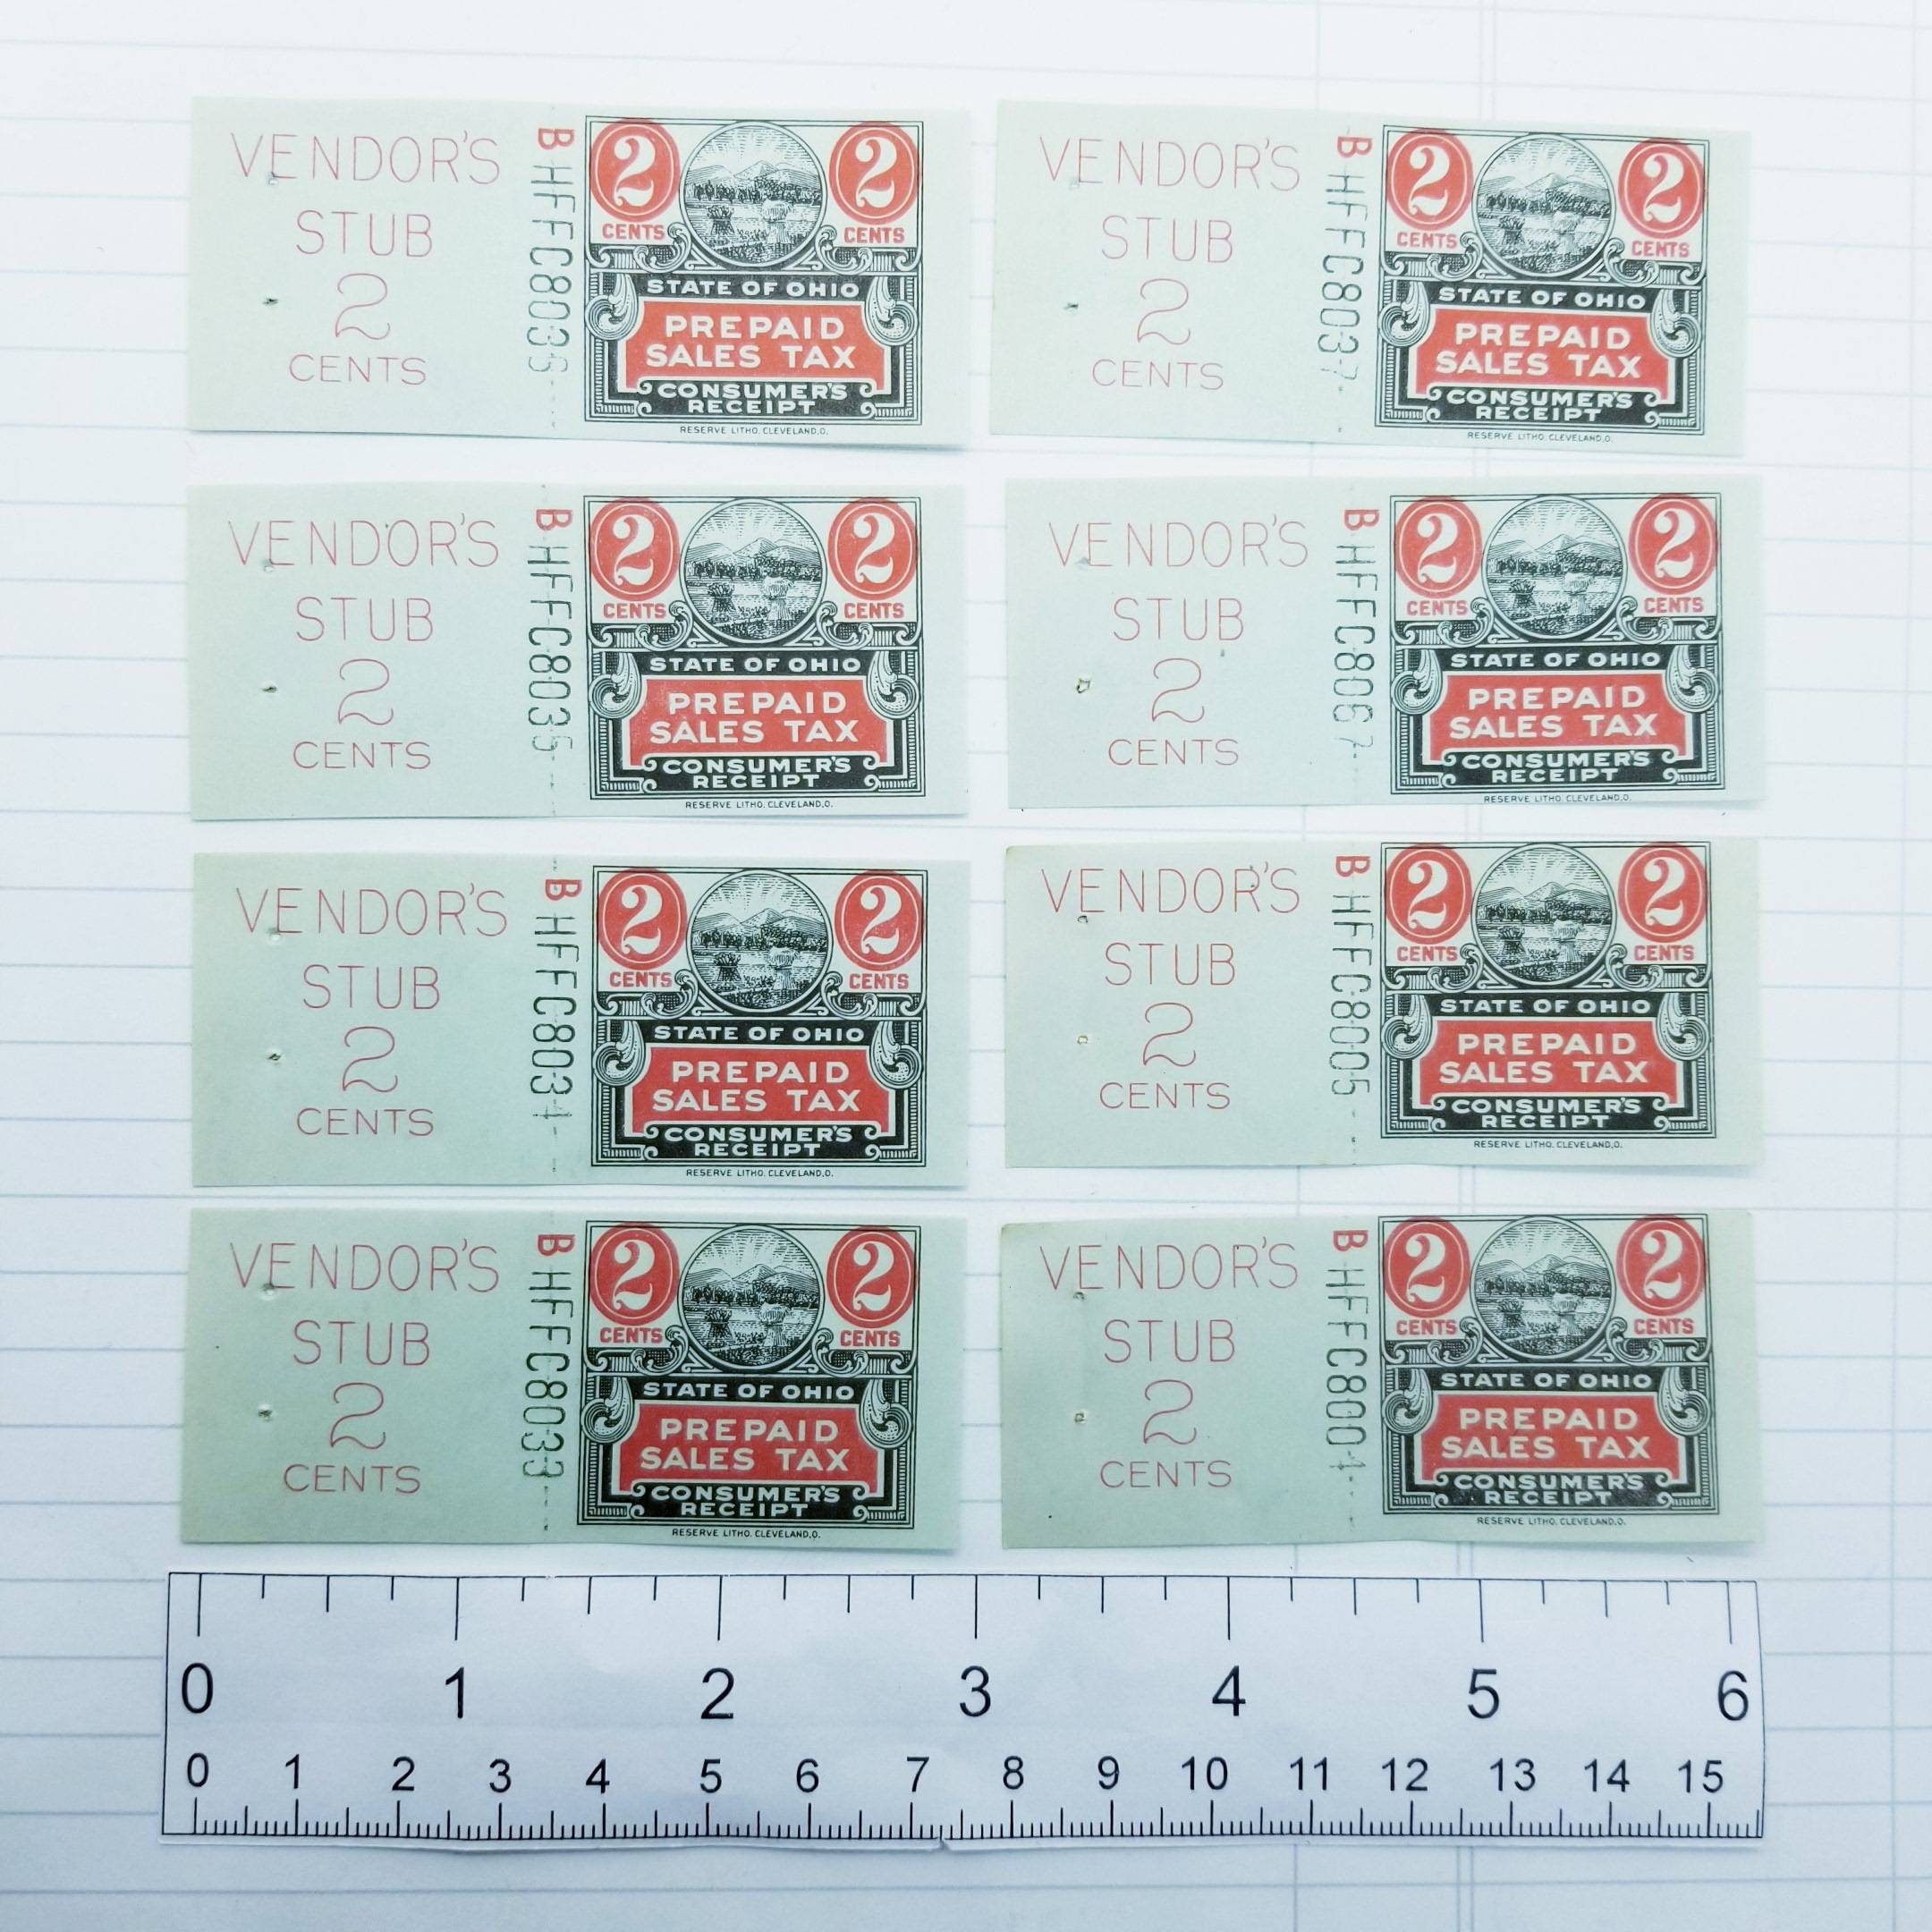 VENDOR'S
STUB
2
CENTS
B HFFC8036
2 2
CENTS CENTS
STATE OF OHIO
PREPAID
SALES TAX
CONSUMER'S
RECEIPT
RESERVE LITHO. CLEVELAND,O.
VENDOR'S
STUB
2
CENTS
B HFFC8037
2 2
CENTS CENTS
STATE OF OHIO
PREPAID
SALES TAX
CONSUMER'S
RECEIPT
RESERVE LITHO. CLEVELAND,O.
VENDOR'S
STUB
2
CENTS
B HFFC8035
2 2
CENTS CENTS
STATE OF OHIO
PREPAID
SALES TAX
CONSUMER'S
RECEIPT
RESERVE LITHO. CLEVELAND,O.
VENDOR'S
STUB
2
CENTS
B HFFC8067
2 2
CENTS CENTS
STATE OF OHIO
PREPAID
SALES TAX
CONSUMER'S
RECEIPT
RESERVE LITHO. CLEVELAND,O.
VENDOR'S
STUB
2
CENTS
B HFFC8034
2 2
CENTS CENTS
STATE OF OHIO
PREPAID
SALES TAX
CONSUMER'S
RECEIPT
RESERVE LITHO. CLEVELAND,O.
VENDOR'S
STUB
2
CENTS
B HFFC8005
2 2
CENTS CENTS
STATE OF OHIO
PREPAID
SALES TAX
CONSUMER'S
RECEIPT
RESERVE LITHO. CLEVELAND,O.
VENDOR'S
STUB
2
CENTS
B HFFC8033
2 2
CENTS CENTS
STATE OF OHIO
PREPAID
SALES TAX
CONSUMER'S
RECEIPT
RESERVE LITHO. CLEVELAND,O.
VENDOR'S
STUB
2
CENTS
B HFFC8004
2 2
CENTS CENTS
STATE OF OHIO
PREPAID
SALES TAX
CONSUMER'S
RECEIPT
RESERVE LITHO. CLEVELAND,O.
0 1 2 3 4 5 6
0 1 2 3 4 5 6 7 8 9 10 11 12 13 14 15